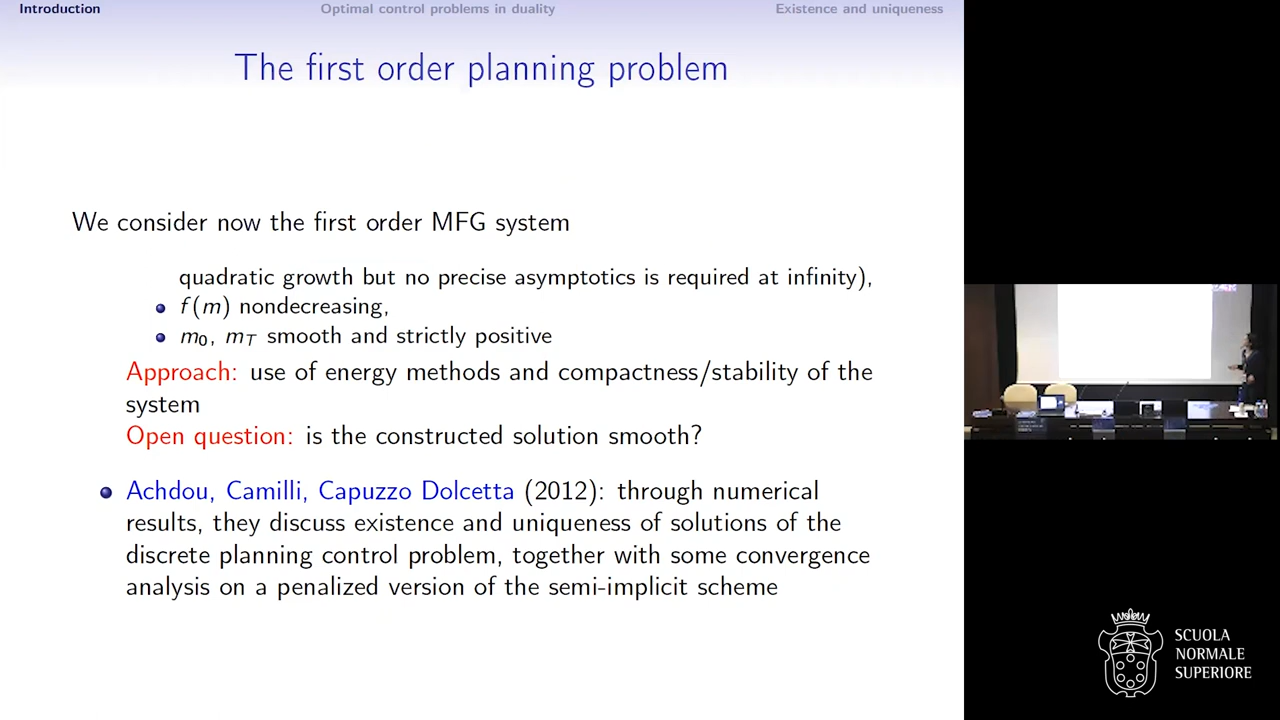 Introduction
Optimal control problems in duality
Existence and uniqueness
The first order planning problem
We consider now the first order MFG system
quadratic growth but no precise asymptotics is required at infinity),
f(m) nondecreasing,
m₀, m_T smooth and strictly positive
Approach: use of energy methods and compactness/stability of the
system
Open question: is the constructed solution smooth?
Achdou, Camilli, Capuzzo Dolcetta (2012): through numerical
results, they discuss existence and uniqueness of solutions of the
discrete planning control problem, together with some convergence
analysis on a penalized version of the semi-implicit scheme
SCUOLA
NORMALE
SUPERIORE